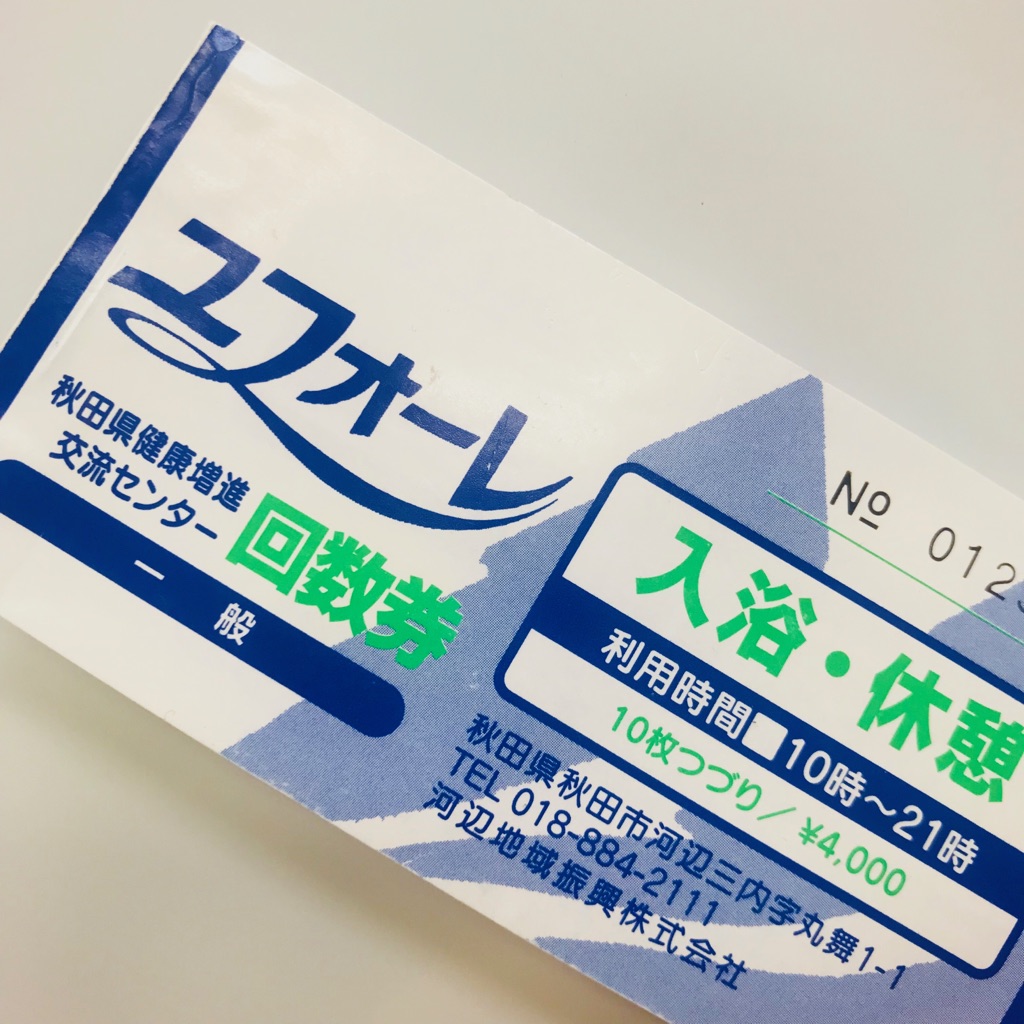 ユフォーレ
秋田県健康増進
交流センター
回数券
一般
№ 012
入浴・休憩
利用時間■10時～21時
10枚つづり／¥4,000
秋田県秋田市河辺三内字丸舞1-1
TEL 018-884-2111
河辺地域振興株式会社